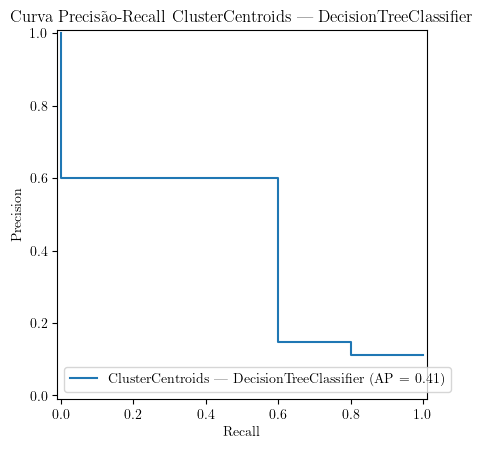 Curva Precisão-Recall ClusterCentroids — DecisionTreeClassifier
1.0
0.8
0.6
0.4
0.2
0.0
Precision
ClusterCentroids — DecisionTreeClassifier (AP = 0.41)
0.0 0.2 0.4 0.6 0.8 1.0
Recall